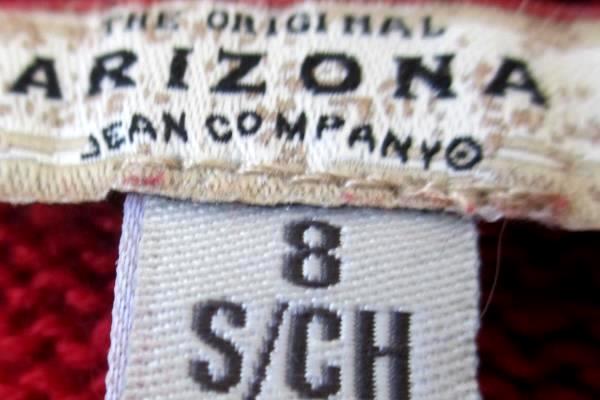 THE ORIGINAL
ARIZONA
JEAN COMPANY©
8
S/CH